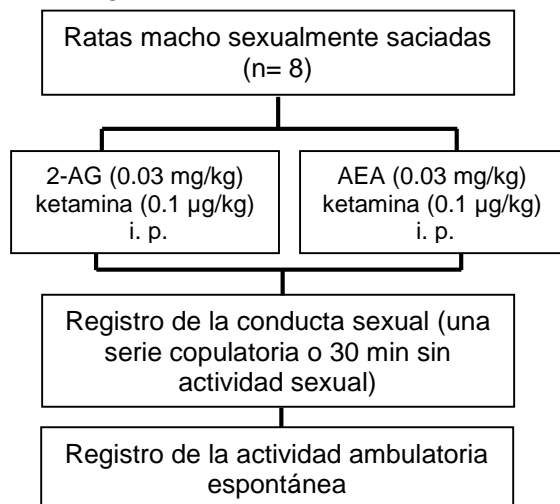 Ratas macho sexualmente saciadas
(n= 8)
2-AG (0.03 mg/kg)
ketamina (0.1 µg/kg)
i. p.
AEA (0.03 mg/kg)
ketamina (0.1 µg/kg)
i. p.
Registro de la conducta sexual (una
serie copulatoria o 30 min sin
actividad sexual)
Registro de la actividad ambulatoria
espontánea